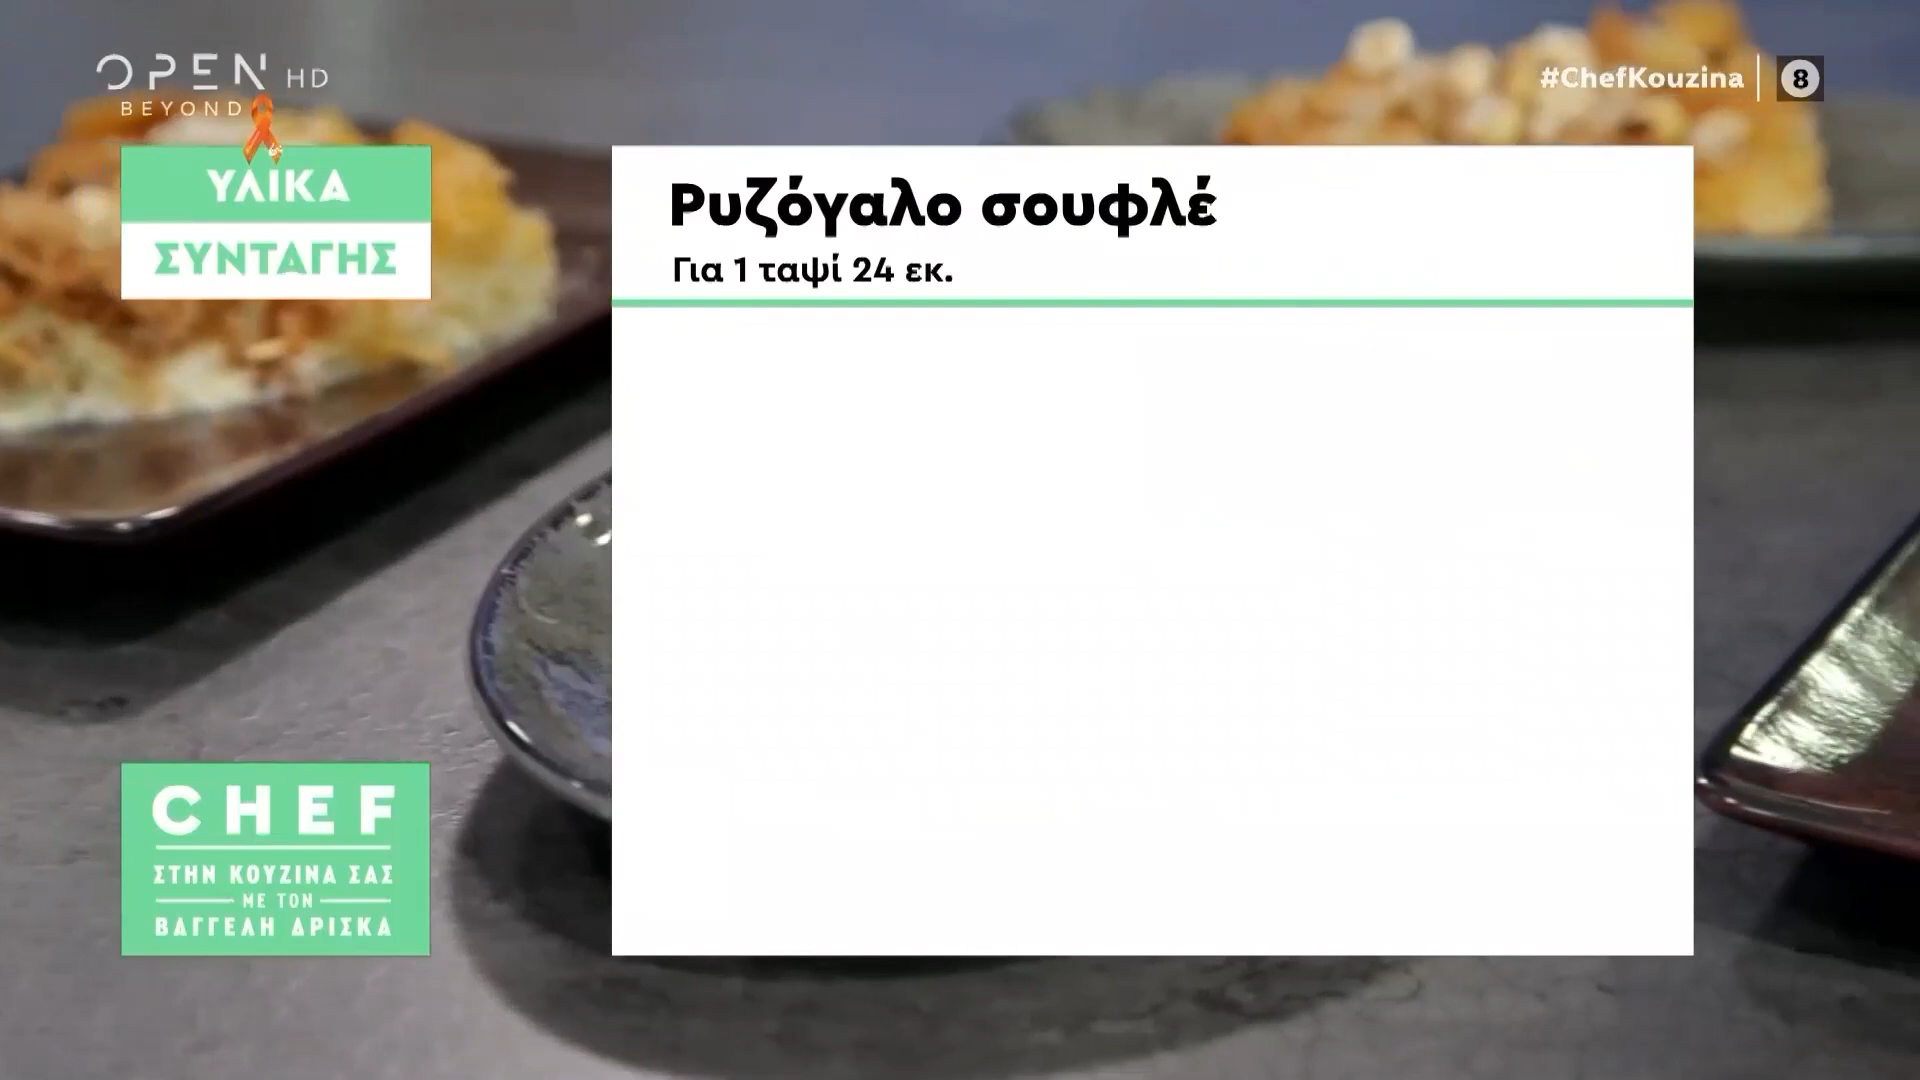 OPEN HD
BEYOND
#ChefKouzina
8
ΥΛΙΚΑ
ΣΥΝΤΑΓΗΣ
Ρυζόγαλο σουφλέ
Για 1 ταψί 24 εκ.
CHEF
ΣΤΗΝ ΚΟΥΖΙΝΑ ΣΑΣ
ΜΕ ΤΟΝ
ΒΑΓΓΕΛΗ ΔΡΙΣΚΑ